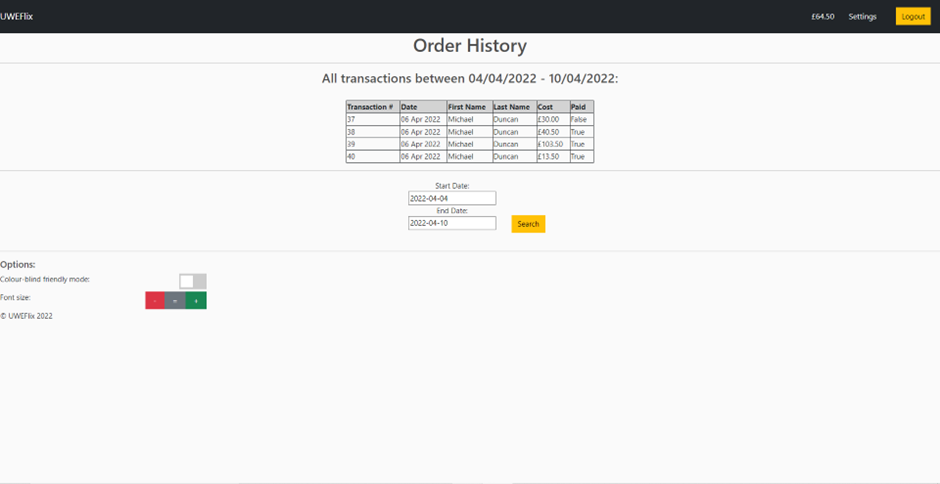 UWEFlix £64.50 Settings Logout
Order History
All transactions between 04/04/2022 - 10/04/2022:
Transaction # Date First Name Last Name Cost Paid
37 06 Apr 2022 Michael Duncan £30.00 False
38 06 Apr 2022 Michael Duncan £40.50 True
39 06 Apr 2022 Michael Duncan £103.50 True
40 06 Apr 2022 Michael Duncan £13.50 True
Start Date:
2022-04-04
End Date:
2022-04-10 Search
Options:
Colour-blind friendly mode:
Font size: - = +
© UWEFlix 2022